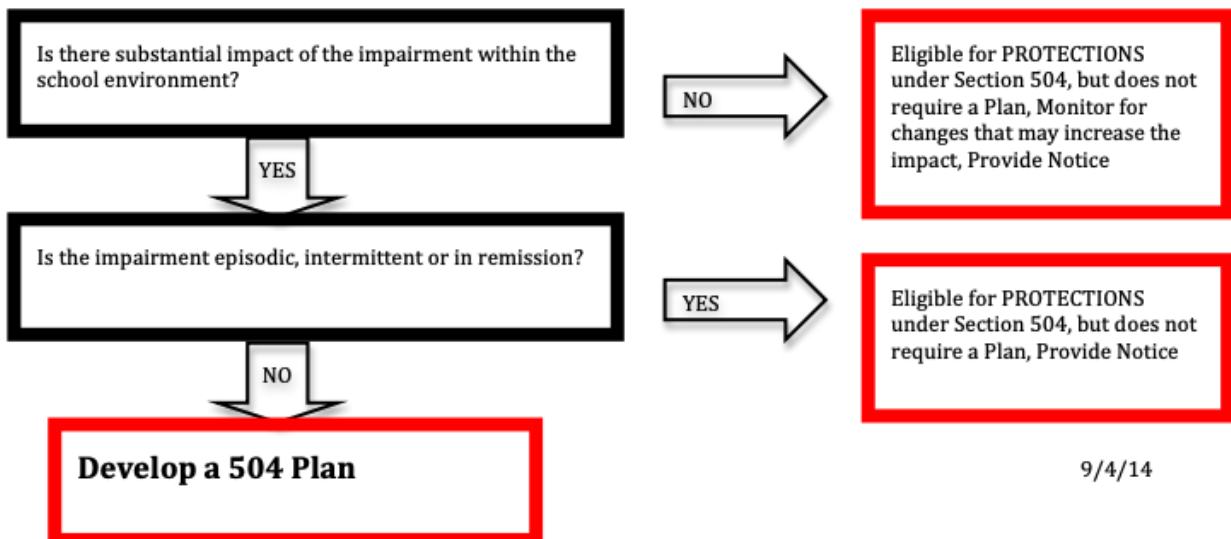 Is there substantial impact of the impairment within the
school environment?
NO
Eligible for PROTECTIONS
under Section 504, but does not
require a Plan, Monitor for
changes that may increase the
impact, Provide Notice
YES
Is the impairment episodic, intermittent or in remission?
YES
Eligible for PROTECTIONS
under Section 504, but does not
require a Plan, Provide Notice
NO
Develop a 504 Plan
9/4/14